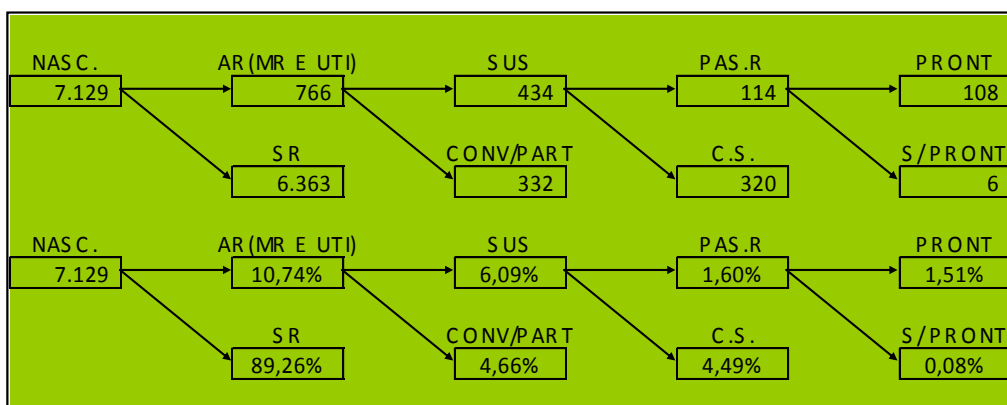 NASC. AR(MR E UTI) SUS PAS.R PRONT
7.129 766 434 114 108
SR CONV/PART C.S. S/PRONT
6.363 332 320 6
NASC. AR(MR E UTI) SUS PAS.R PRONT
7.129 10,74% 6,09% 1,60% 1,51%
SR CONV/PART C.S. S/PRONT
89,26% 4,66% 4,49% 0,08%